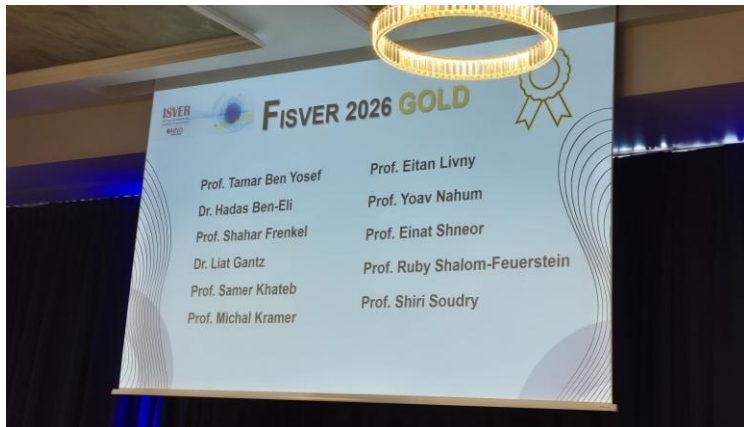 ISVER
FISVER 2026 GOLD
Prof. Tamar Ben Yosef
Dr. Hadas Ben-Eli
Prof. Shahar Frenkel
Dr. Liat Gantz
Prof. Samer Khateb
Prof. Michal Kramer
Prof. Eitan Livny
Prof. Yoav Nahum
Prof. Einat Shneor
Prof. Ruby Shalom-Feuerstein
Prof. Shiri Soudry